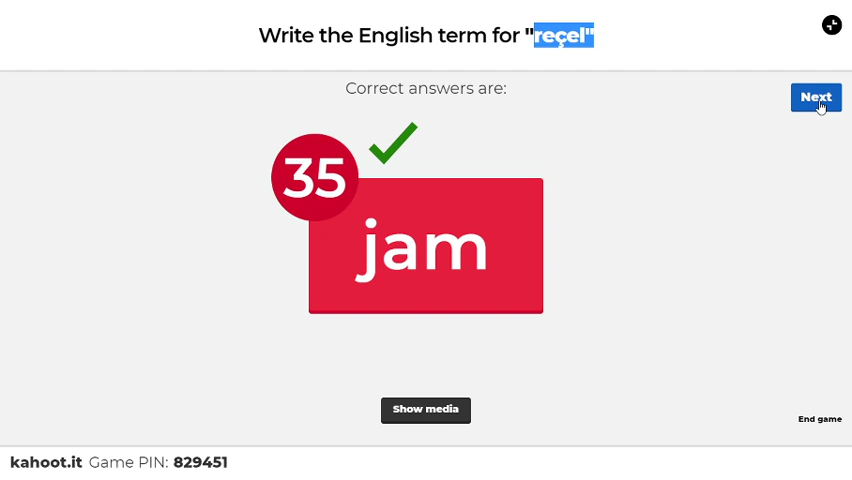 Write the English term for "reçel"
Correct answers are:
Next
35
jam
Show media
End game
kahoot.it Game PIN: 829451